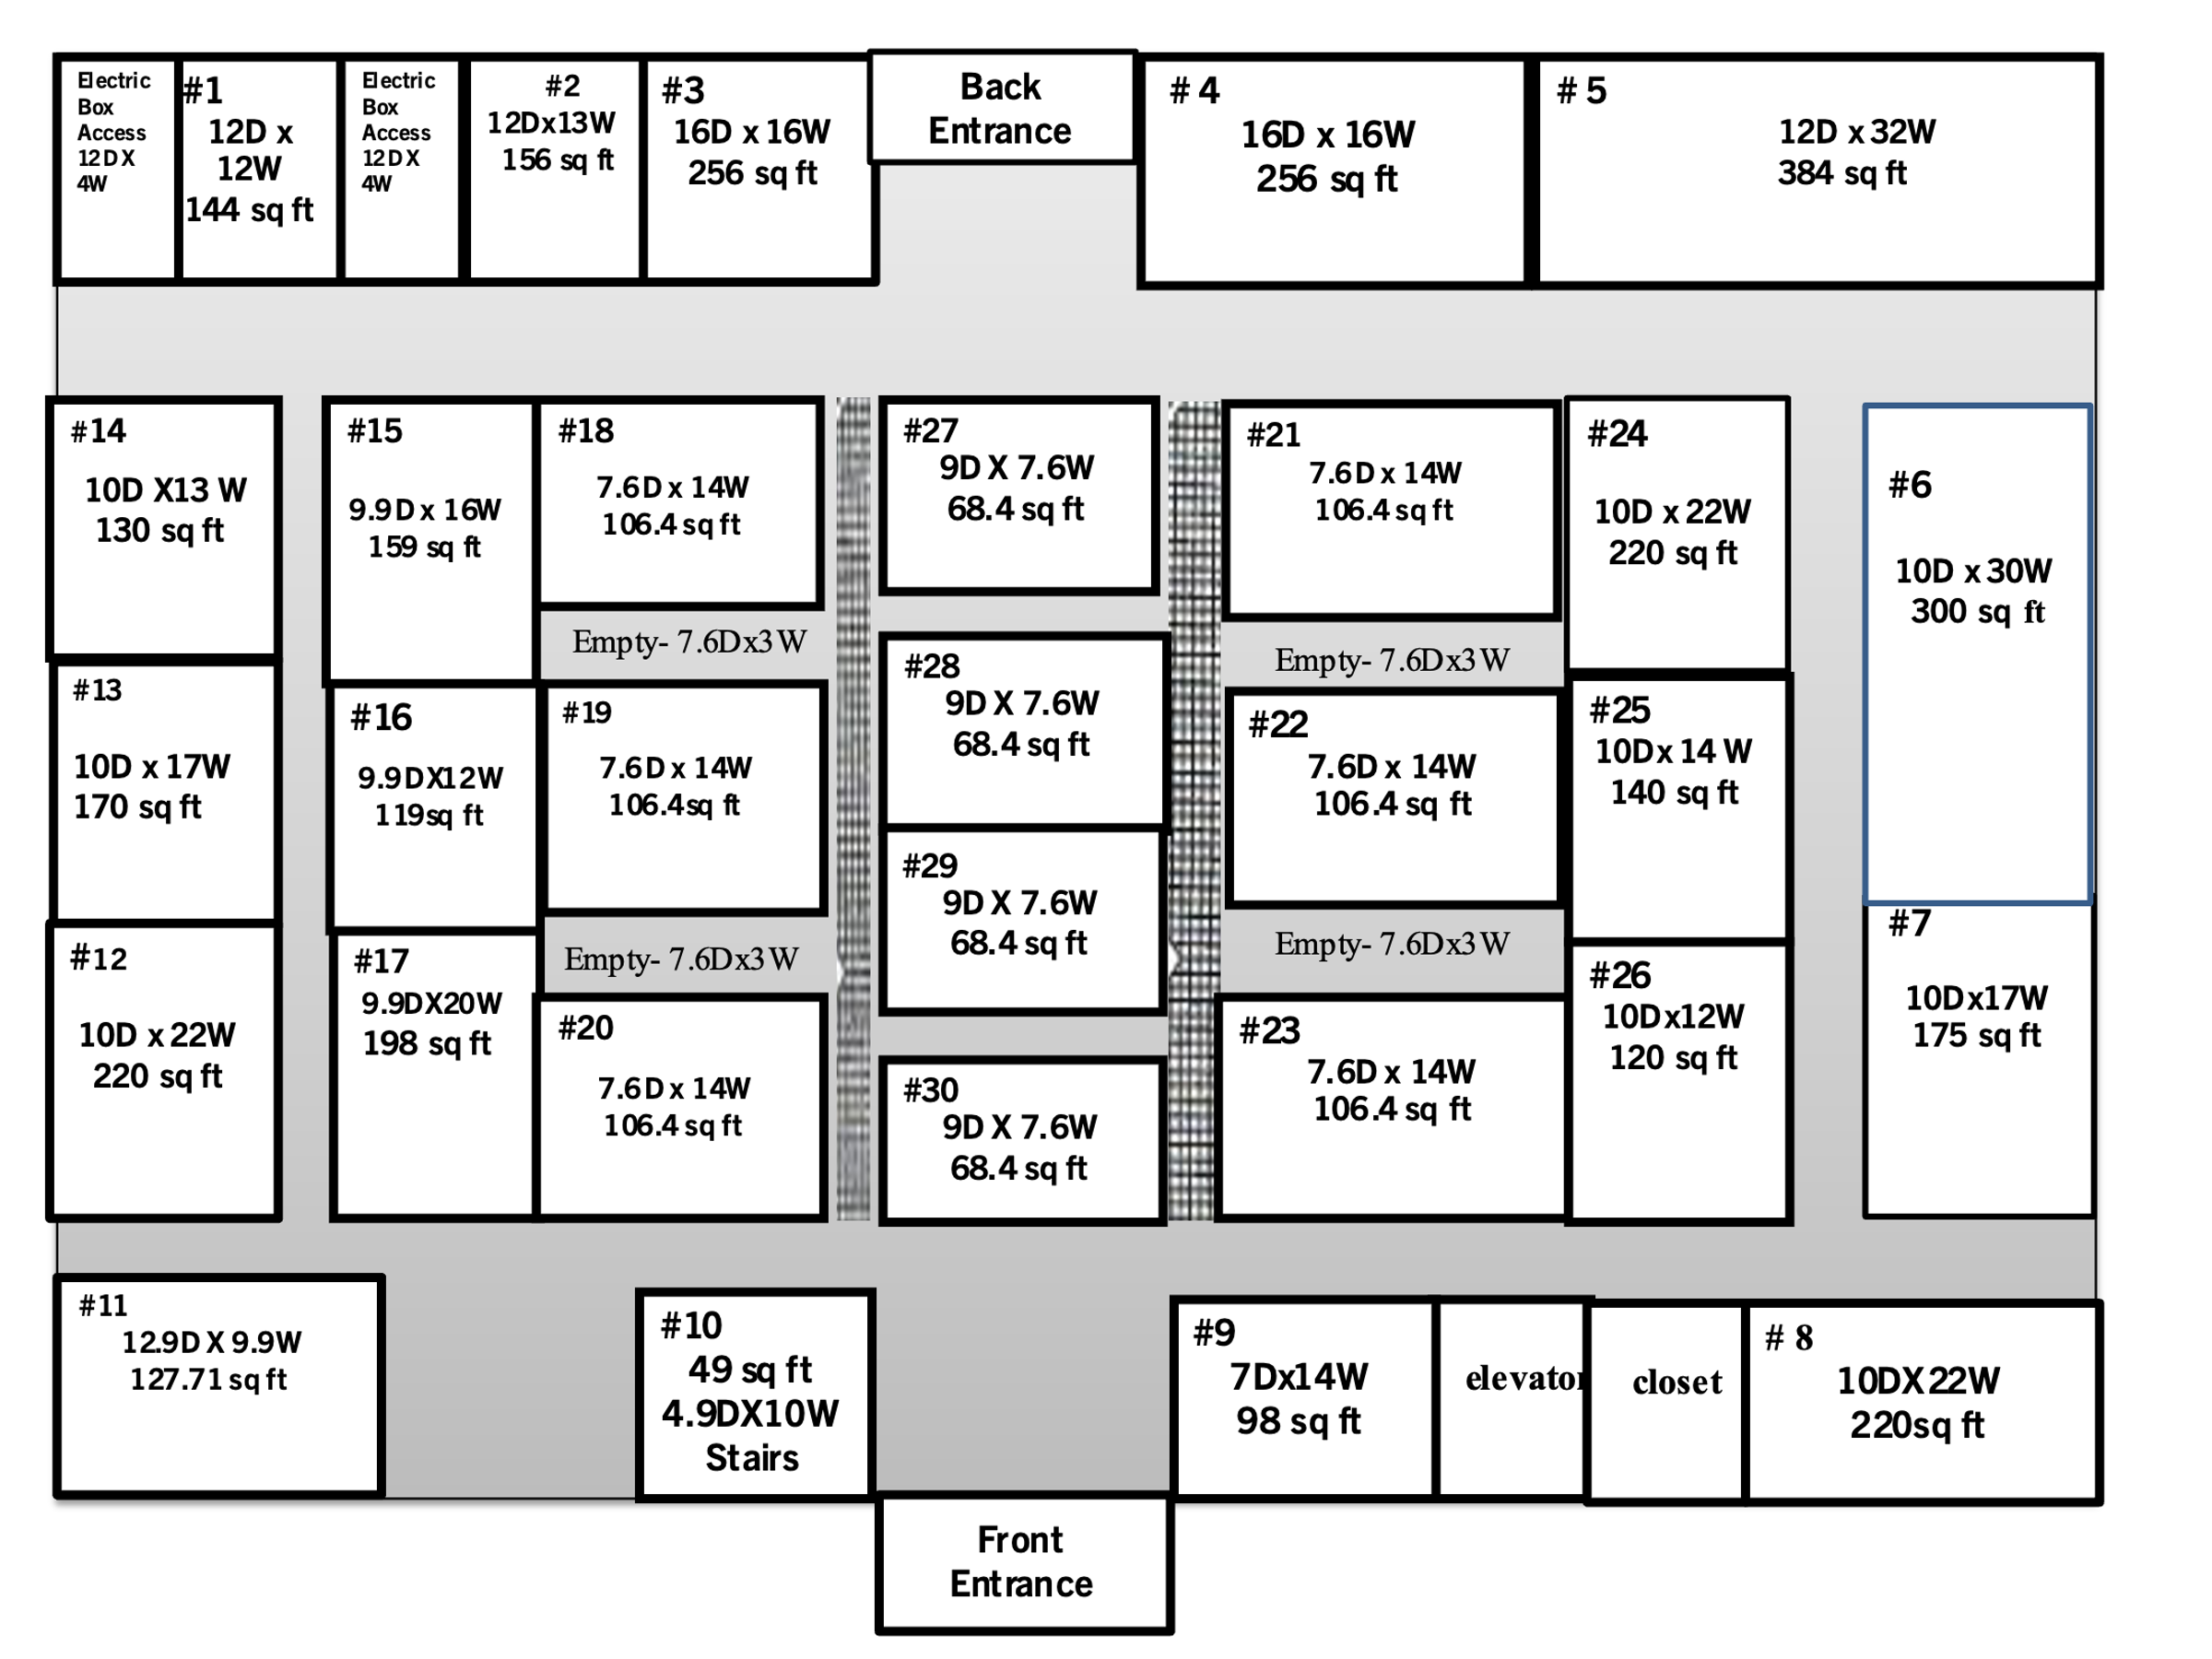 Electric
Box
Access
12 D X
4W
#1
12D x
12W
144 sq ft
Electric
Box
Access
12 D X
4W
#2
12Dx13W
156 sq ft
#3
16D x 16W
256 sq ft
Back
Entrance
# 4
16D x 16W
256 sq ft
# 5
12D x 32W
384 sq ft
#14
10D X13 W
130 sq ft
#15
9.9D x 16W
159 sq ft
#18
7.6D x 14W
106.4 sq ft
Empty- 7.6Dx3W
#27
9D X 7.6W
68.4 sq ft
#21
7.6D x 14W
106.4 sq ft
Empty- 7.6Dx3W
#24
10D x 22W
220 sq ft
#6
10D x 30W
300 sq ft
#13
10D x 17W
170 sq ft
#16
9.9DX12W
119sq ft
#19
7.6D x 14W
106.4sq ft
Empty- 7.6Dx3W
#28
9D X 7.6W
68.4 sq ft
#22
7.6D x 14W
106.4 sq ft
Empty- 7.6Dx3W
#25
10Dx 14 W
140 sq ft
#29
9D X 7.6W
68.4 sq ft
#7
10Dx17W
175 sq ft
#12
10D x 22W
220 sq ft
#17
9.9DX20W
198 sq ft
#20
7.6D x 14W
106.4 sq ft
#30
9D X 7.6W
68.4 sq ft
#23
7.6D x 14W
106.4 sq ft
#26
10Dx12W
120 sq ft
#11
12.9D X 9.9W
127.71 sq ft
#10
49 sq ft
4.9DX10W
Stairs
#9
7Dx14W
98 sq ft
elevator
closet
# 8
10DX22W
220sq ft
Front
Entrance